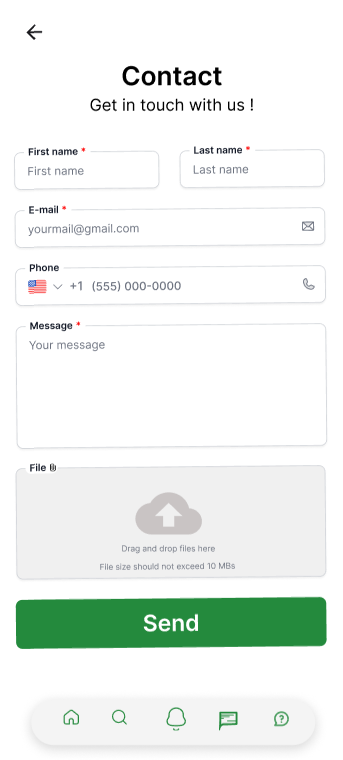 Contact
Get in touch with us !
First name *
Last name *
First name
Last name
E-mail *
yourmail@gmail.com
Phone
+1 (555) 000-0000
Message *
Your message
File
Drag and drop files here
File size should not exceed 10 MBs
Send